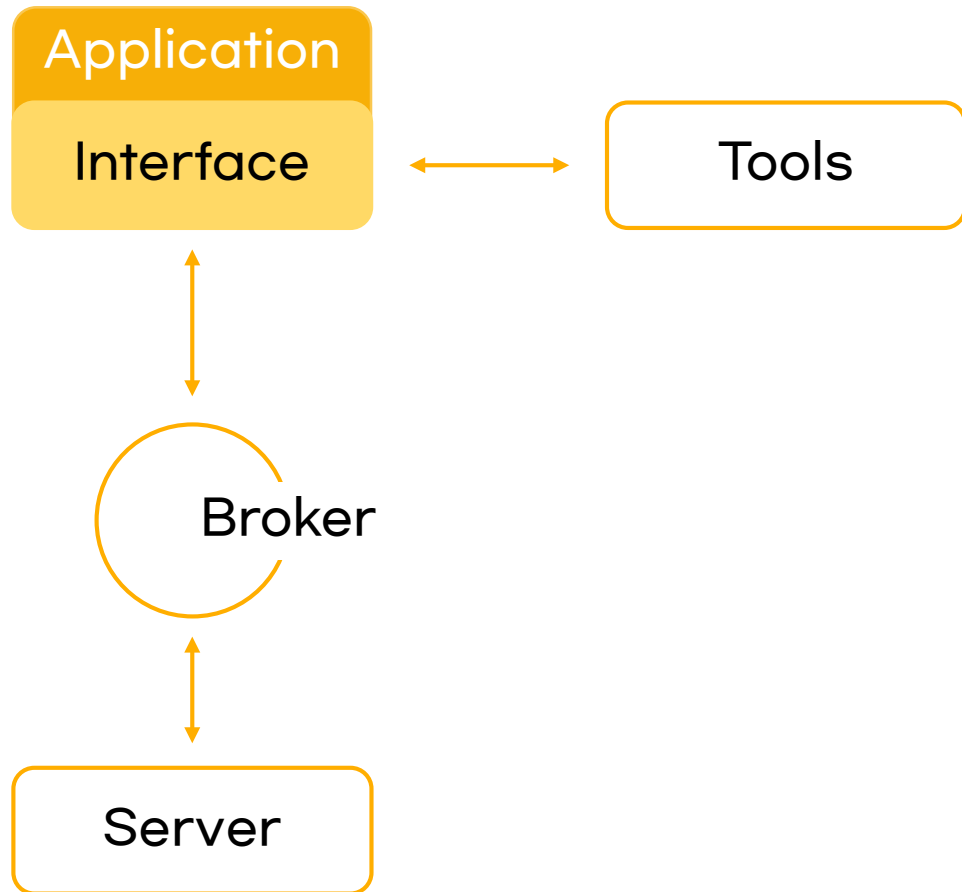 Application
Interface
Tools
Broker
Server